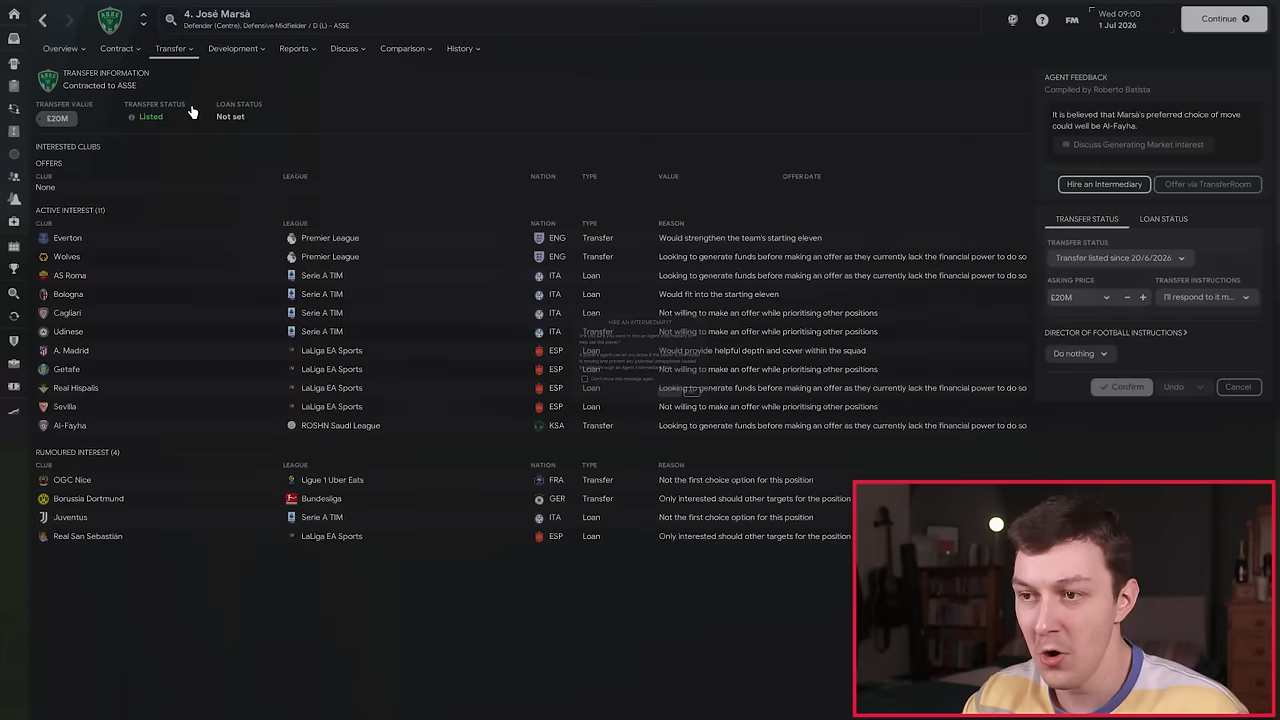 4. José Marsà
Defender (Centre), Defensive Midfielder / D (L) - ASSE
FM
Wed 09:00
1 Jul 2026
Continue
Overview
Contract
Transfer
Development
Reports
Discuss
Comparison
History
TRANSFER INFORMATION
Contracted to ASSE
TRANSFER VALUE TRANSFER STATUS LOAN STATUS
£20M Listed Not set
INTERESTED CLUBS
OFFERS
CLUB LEAGUE NATION TYPE VALUE OFFER DATE
None
ACTIVE INTEREST (11)
CLUB LEAGUE NATION TYPE REASON
Everton Premier League ENG Transfer Would strengthen the team's starting eleven
Wolves Premier League ENG Transfer Looking to generate funds before making an offer as they currently lack the financial power to do so
AS Roma Serie A TIM ITA Loan Looking to generate funds before making an offer as they currently lack the financial power to do so
Bologna Serie A TIM ITA Loan Would fit into the starting eleven
Cagliari Serie A TIM ITA Loan Not willing to make an offer while prioritising other positions
Udinese Serie A TIM ITA Transfer Not willing to make an offer while prioritising other positions
A. Madrid LaLiga EA Sports ESP Loan Would provide helpful depth and cover within the squad
Getafe LaLiga EA Sports ESP Loan Not willing to make an offer while prioritising other positions
Real Hispalis LaLiga EA Sports ESP Loan Looking to generate funds before making an offer as they currently lack the financial power to do so
Sevilla LaLiga EA Sports ESP Loan Not willing to make an offer while prioritising other positions
Al-Fayha ROSHN Saudi League KSA Transfer Looking to generate funds before making an offer as they currently lack the financial power to do so
RUMOURED INTEREST (4)
CLUB LEAGUE NATION TYPE REASON
OGC Nice Ligue 1 Uber Eats FRA Transfer Not the first choice option for this position
Borussia Dortmund Bundesliga GER Transfer Only interested should other targets for the position
Juventus Serie A TIM ITA Loan Not the first choice option for this position
Real San Sebastián LaLiga EA Sports ESP Loan Only interested should other targets for the position
HIRE AN INTERMEDIARY?
Don't show this message again
AGENT FEEDBACK
Compiled by Roberto Batista
It is believed that Marsà's preferred choice of move
could well be Al-Fayha.
Discuss Generating Market Interest
Hire an Intermediary
Offer via TransferRoom
TRANSFER STATUS LOAN STATUS
TRANSFER STATUS
Transfer listed since 20/6/2026
ASKING PRICE TRANSFER INSTRUCTIONS
£20M I'll respond to it m...
DIRECTOR OF FOOTBALL INSTRUCTIONS
Do nothing
Confirm
Undo
Cancel